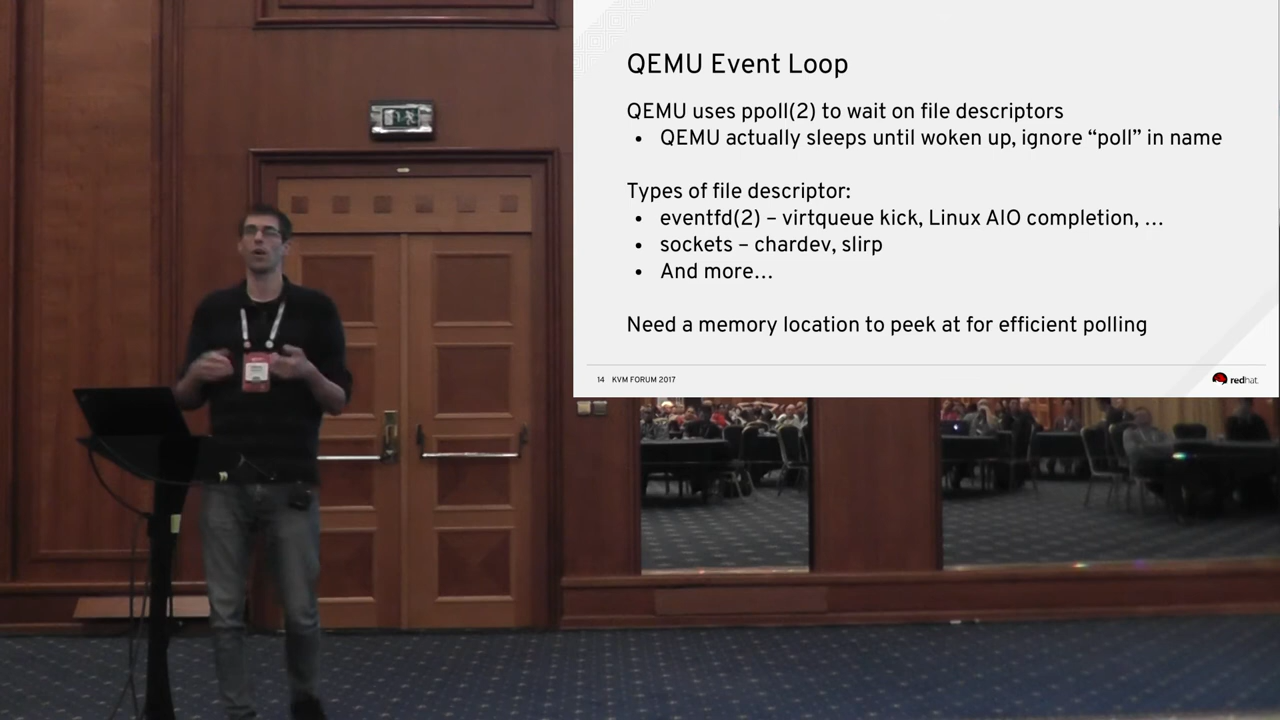 QEMU Event Loop
QEMU uses ppoll(2) to wait on file descriptors
• QEMU actually sleeps until woken up, ignore “poll” in name
Types of file descriptor:
• eventfd(2) – virtqueue kick, Linux AIO completion, …
• sockets – chardev, slirp
• And more…
Need a memory location to peek at for efficient polling
14 KVM FORUM 2017
redhat.